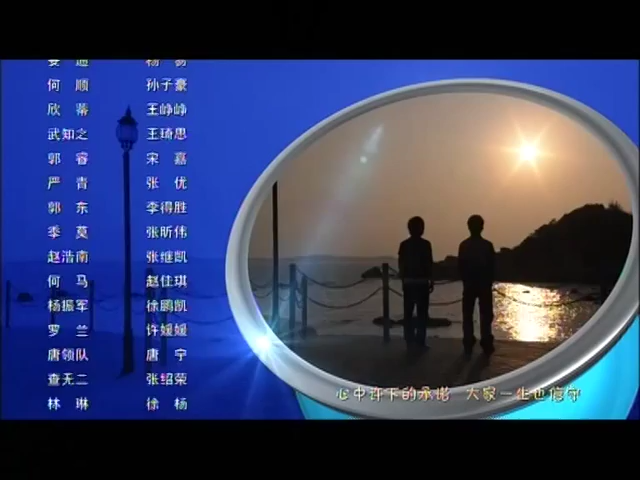 何 顺 孙子豪
欣 蒂 王峥峥
武知之 王琦思
郭 睿 宋 嘉
严 青 张 优
郭 东 李得胜
季 莫 张昕伟
赵浩南 张继凯
何 马 赵佳琪
杨振军 徐鹏凯
罗 兰 许媛媛
唐领队 唐 宁
查无二 张绍荣
林 琳 徐 杨
心中许下的承诺 大家一生也信守